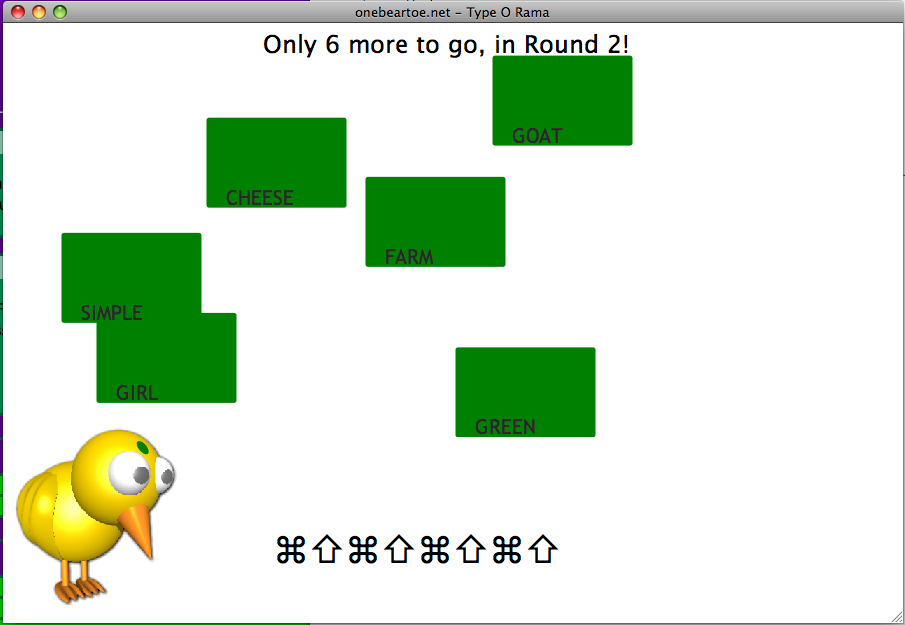 onebeartoe.net – Type O Rama
Only 6 more to go, in Round 2!
GOAT
CHEESE
FARM
SIMPLE
GIRL
GREEN
⌘⇧⌘⇧⌘⇧⌘⇧